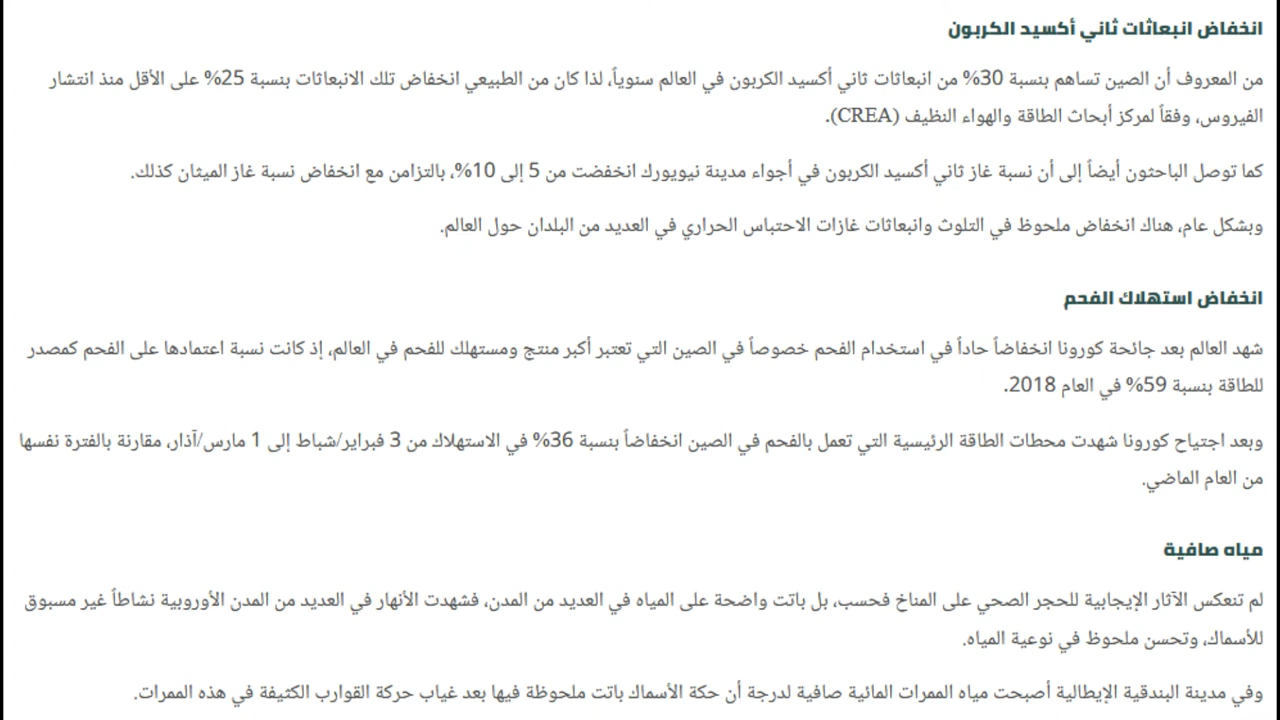 انخفاض انبعاثات ثاني أكسيد الكربون
من المعروف أن الصين تساهم بنسبة 30% من انبعاثات ثاني أكسيد الكربون في العالم سنوياً، لذا كان من الطبيعي انخفاض تلك الانبعاثات بنسبة 25% على الأقل منذ انتشار
الفيروس، وفقاً لمركز أبحاث الطاقة والهواء النظيف (CREA).
كما توصل الباحثون أيضاً إلى أن نسبة غاز ثاني أكسيد الكربون في أجواء مدينة نيويورك انخفضت من 5 إلى 10%، بالتزامن مع انخفاض نسبة غاز الميثان كذلك.
وبشكل عام، هناك انخفاض ملحوظ في التلوث وانبعاثات غازات الاحتباس الحراري في العديد من البلدان حول العالم.
انخفاض استهلاك الفحم
شهد العالم بعد جائحة كورونا انخفاضاً حاداً في استخدام الفحم خصوصاً في الصين التي تعتبر أكبر منتج ومستهلك للفحم في العالم، إذ كانت نسبة اعتمادها على الفحم كمصدر
للطاقة بنسبة 59% في العام 2018.
وبعد اجتياح كورونا شهدت محطات الطاقة الرئيسية التي تعمل بالفحم في الصين انخفاضاً بنسبة 36% في الاستهلاك من 3 فبراير/شباط إلى 1 مارس/آذار، مقارنة بالفترة نفسها
من العام الماضي.
مياه صافية
لم تنعكس الآثار الإيجابية للحجر الصحي على المناخ فحسب، بل باتت واضحة على المياه في العديد من المدن، فشهدت الأنهار في العديد من المدن الأوروبية نشاطاً غير مسبوق
للأسماك، وتحسن ملحوظ في نوعية المياه.
وفي مدينة البندقية الإيطالية أصبحت مياه الممرات المائية صافية لدرجة أن حكة الأسماك باتت ملحوظة فيها بعد غياب حركة القوارب الكثيفة في هذه الممرات.